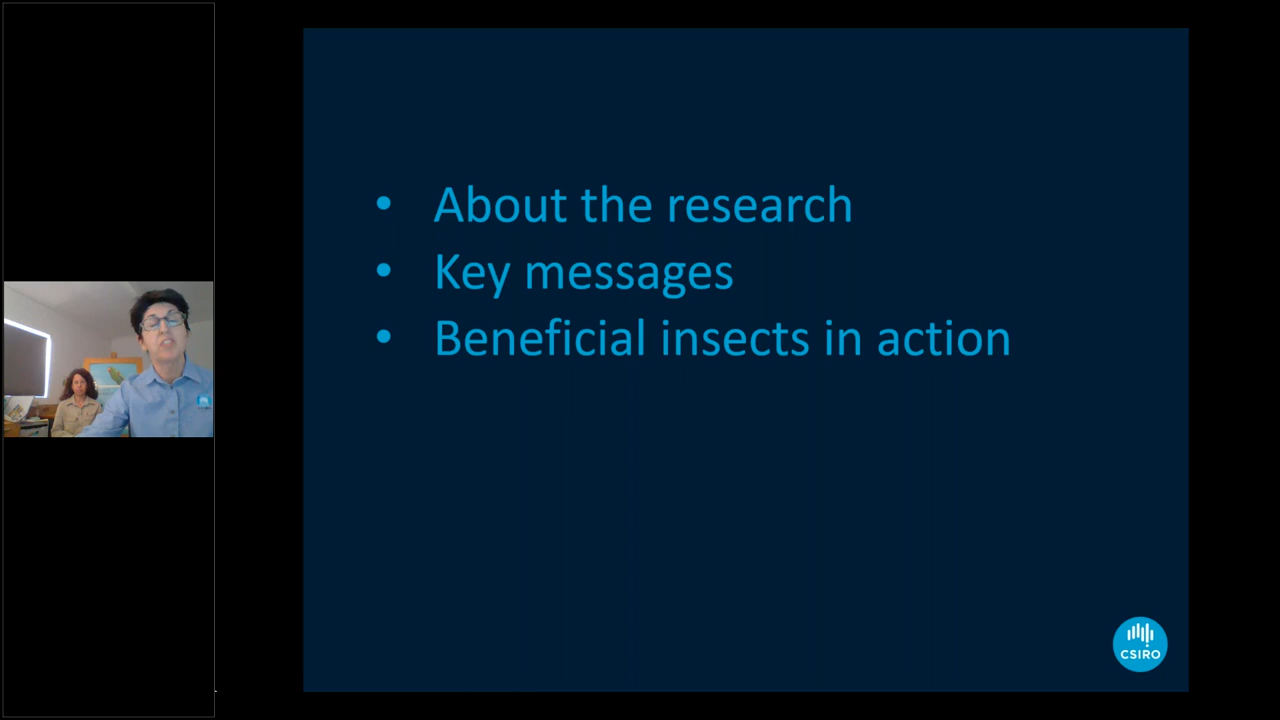 • About the research
• Key messages
• Beneficial insects in action
CSIRO